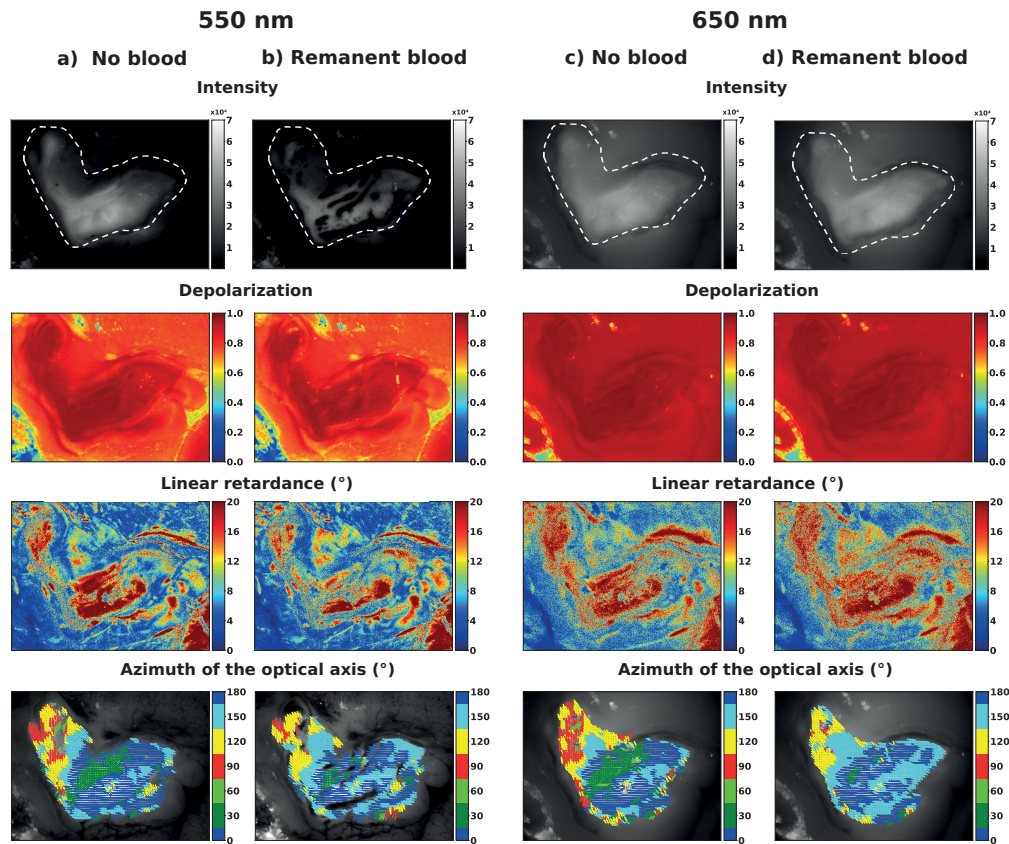 550 nm 650 nm
a) No blood b) Remanent blood c) No blood d) Remanent blood
Intensity Intensity
x10⁴ x10⁴ x10⁴ x10⁴
7 7 7 7
6 6 6 6
5 5 5 5
4 4 4 4
3 3 3 3
2 2 2 2
1 1 1 1
Depolarization Depolarization
1.0 1.0 1.0 1.0
0.8 0.8 0.8 0.8
0.6 0.6 0.6 0.6
0.4 0.4 0.4 0.4
0.2 0.2 0.2 0.2
0.0 0.0 0.0 0.0
Linear retardance (°) Linear retardance (°)
20 20 20 20
16 16 16 16
12 12 12 12
8 8 8 8
4 4 4 4
0 0 0 0
Azimuth of the optical axis (°) Azimuth of the optical axis (°)
180 180 180 180
150 150 150 150
120 120 120 120
90 90 90 90
60 60 60 60
30 30 30 30
0 0 0 0